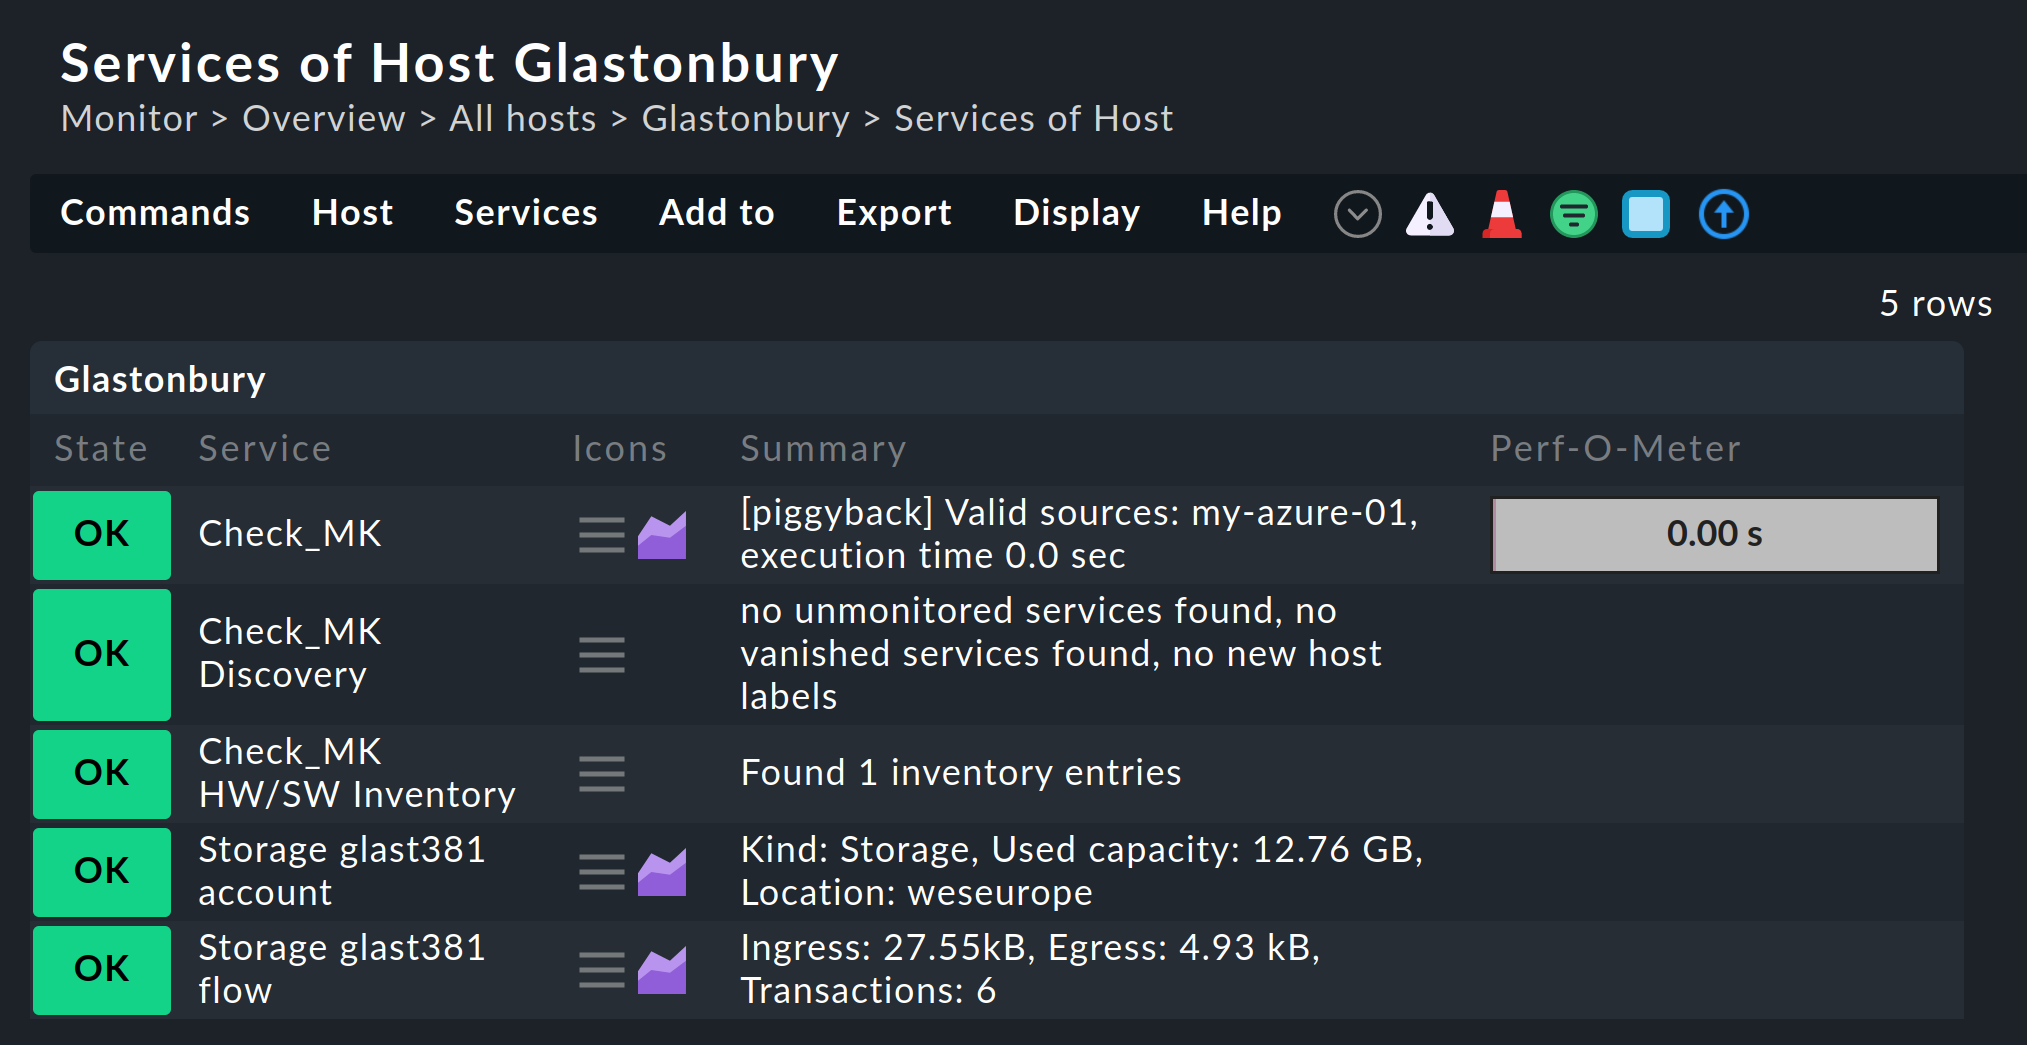 Services of Host Glastonbury
Monitor > Overview > All hosts > Glastonbury > Services of Host
Commands Host Services Add to Export Display Help
5 rows
Glastonbury
State Service Icons Summary Perf-O-Meter
OK Check_MK [piggyback] Valid sources: my-azure-01,
execution time 0.0 sec
0.00 s
OK Check_MK
Discovery
no unmonitored services found, no
vanished services found, no new host
labels
OK Check_MK
HW/SW Inventory
Found 1 inventory entries
OK Storage glast381
account
Kind: Storage, Used capacity: 12.76 GB,
Location: weseurope
OK Storage glast381
flow
Ingress: 27.55kB, Egress: 4.93 kB,
Transactions: 6